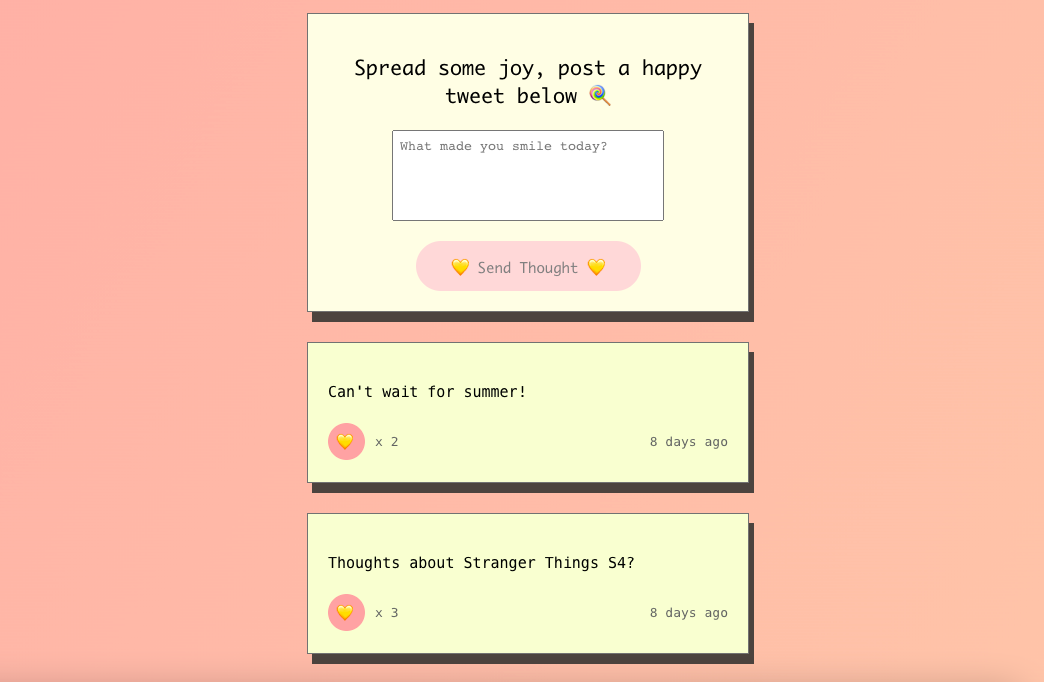 Spread some joy, post a happy
tweet below 🍭
What made you smile today?
💛 Send Thought 💛
Can't wait for summer!
💛 x 2 8 days ago
Thoughts about Stranger Things S4?
💛 x 3 8 days ago